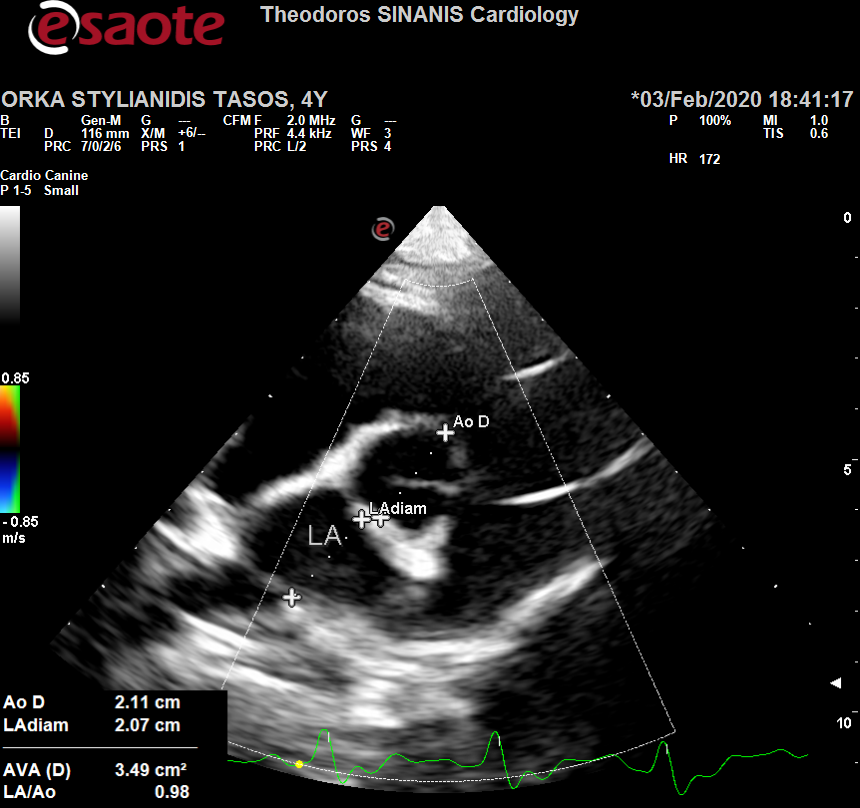 esaote
Theodoros SINANIS Cardiology
ORKA STYLIANIDIS TASOS, 4Y *03/Feb/2020 18:41:17
B Gen-M G --- CFM F 2.0 MHz G --- P 100% MI 1.0
TEI D 116 mm X/M +6/-- PRF 4.4 kHz WF 3 TIS 0.6
PRC 7/0/2/6 PRS 1 PRC L/2 PRS 4
HR 172
Cardio Canine
P 1-5 Small
e
0
0.85
Ao D
5
LAdiam
- 0.85
m/s
LA
Ao D 2.11 cm
LAdiam 2.07 cm
10
AVA (D) 3.49 cm²
LA/Ao 0.98